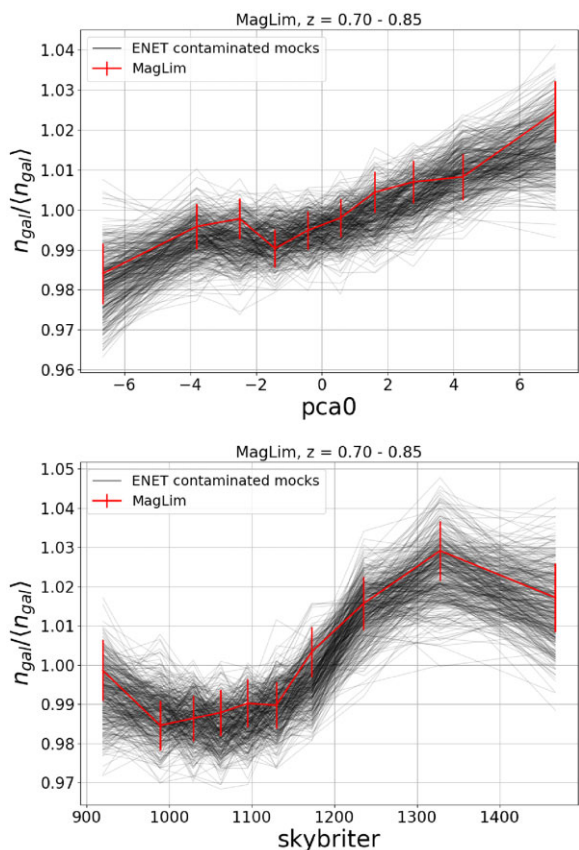 MagLim, z = 0.70 - 0.85
ENET contaminated mocks
MagLim
1.04
1.03
1.02
1.01
1.00
0.99
0.98
0.97
0.96
n_gal/⟨n_gal⟩
−6 −4 −2 0 2 4 6
pca0
MagLim, z = 0.70 - 0.85
ENET contaminated mocks
MagLim
1.05
1.04
1.03
1.02
1.01
1.00
0.99
0.98
0.97
n_gal/⟨n_gal⟩
900 1000 1100 1200 1300 1400
skybriter